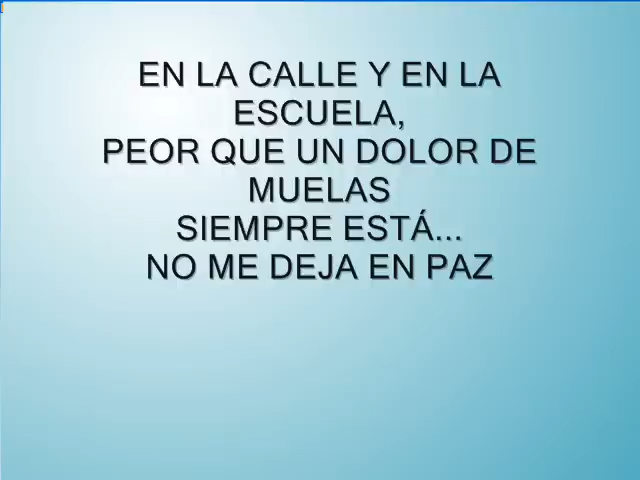 EN LA CALLE Y EN LA
ESCUELA,
PEOR QUE UN DOLOR DE
MUELAS
SIEMPRE ESTÁ...
NO ME DEJA EN PAZ